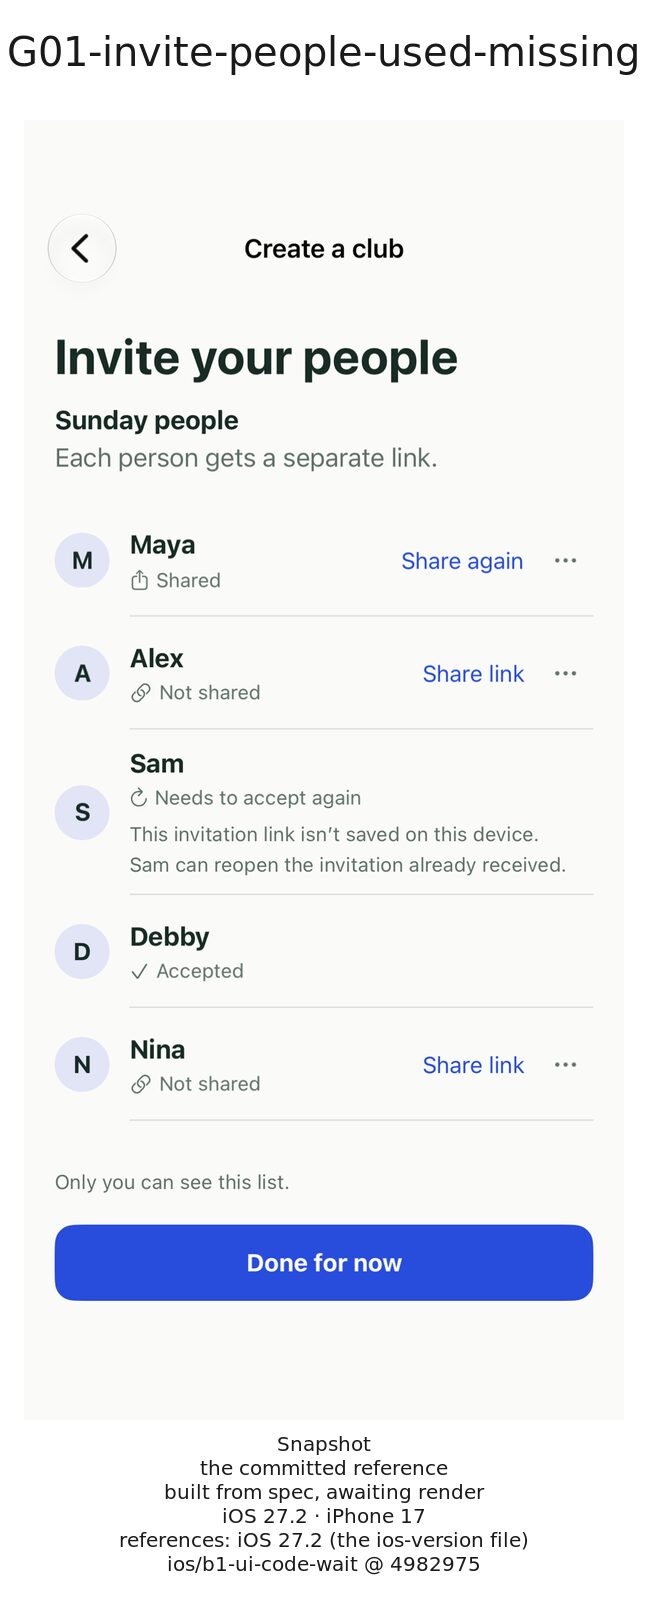 G01-invite-people-used-missing
Create a club
Invite your people
Sunday people
Each person gets a separate link.
M
Maya
Shared
Share again
A
Alex
Not shared
Share link
S
Sam
Needs to accept again
This invitation link isn’t saved on this device.
Sam can reopen the invitation already received.
D
Debby
Accepted
N
Nina
Not shared
Share link
Only you can see this list.
Done for now
Snapshot
the committed reference
built from spec, awaiting render
iOS 27.2 · iPhone 17
references: iOS 27.2 (the ios-version file)
ios/b1-ui-code-wait @ 4982975